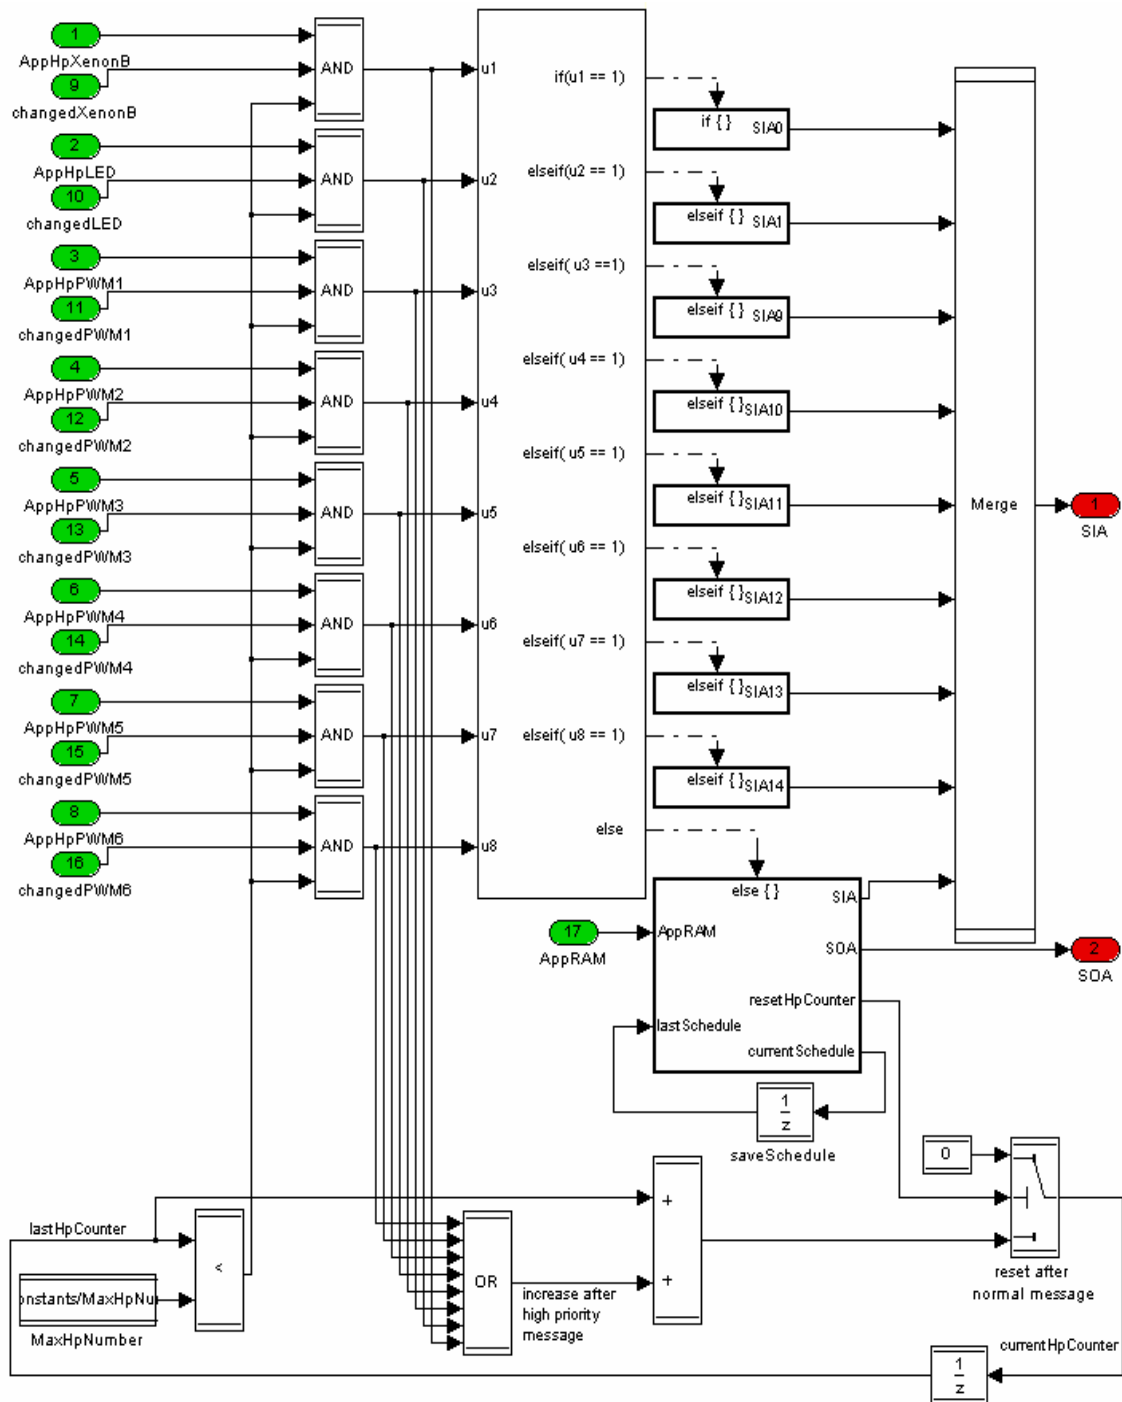 1
AppHpXenonB
9
changedXenonB
AND
2
AppHpLED
10
changedLED
AND
3
AppHpPWM1
11
changedPWM1
AND
4
AppHpPWM2
12
changedPWM2
AND
5
AppHpPWM3
13
changedPWM3
AND
6
AppHpPWM4
14
changedPWM4
AND
7
AppHpPWM5
15
changedPWM5
AND
8
AppHpPWM6
16
changedPWM6
AND
u1
u2
u3
u4
u5
u6
u7
u8
if(u1 == 1)
elseif(u2 == 1)
elseif( u3 ==1)
elseif( u4 == 1)
elseif( u5 == 1)
elseif( u6 == 1)
elseif( u7 == 1)
elseif( u8 == 1)
else
if { }
SIA0
elseif { }
SIA1
elseif { }
SIA9
elseif { }
SIA10
elseif { }
SIA11
elseif { }
SIA12
elseif { }
SIA13
elseif { }
SIA14
Merge
1
SIA
17
AppRAM
else { }
AppRAM
lastSchedule
SIA
SOA
resetHpCounter
currentSchedule
2
SOA
1
z
saveSchedule
0
reset after
normal message
lastHpCounter
<
onstants/MaxHpNu
MaxHpNumber
OR
increase after
high priority
message
+
+
currentHpCounter
1
z